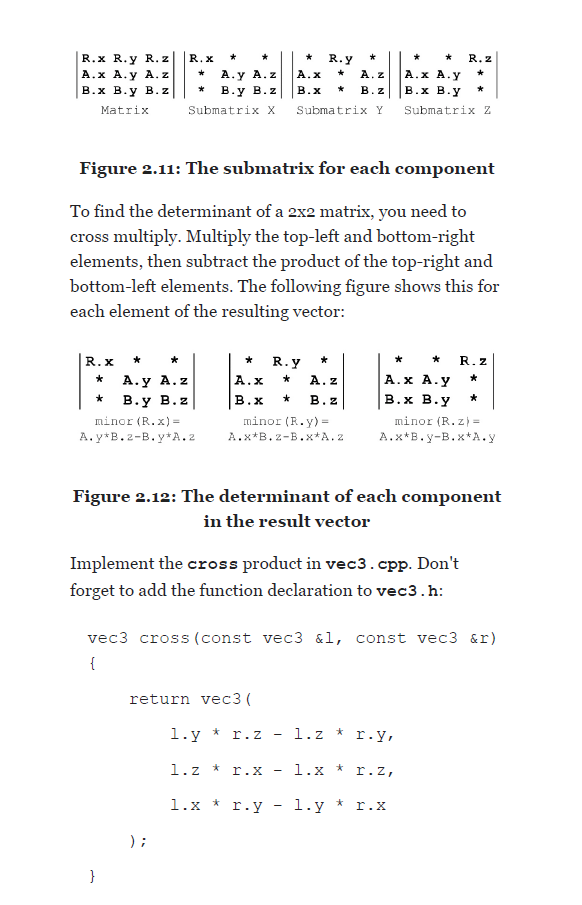 R.x R.y R.z R.x * * * R.y * * * R.z
A.x A.y A.z * A.y A.z A.x * A.z A.x A.y *
B.x B.y B.z * B.y B.z B.x * B.z B.x B.y *
Matrix Submatrix X Submatrix Y Submatrix Z
Figure 2.11: The submatrix for each component
To find the determinant of a 2x2 matrix, you need to
cross multiply. Multiply the top-left and bottom-right
elements, then subtract the product of the top-right and
bottom-left elements. The following figure shows this for
each element of the resulting vector:
R.x * * * R.y * * * R.z
* A.y A.z A.x * A.z A.x A.y *
* B.y B.z B.x * B.z B.x B.y *
minor(R.x)= minor(R.y)= minor(R.z)=
A.y*B.z-B.y*A.z A.x*B.z-B.x*A.z A.x*B.y-B.x*A.y
Figure 2.12: The determinant of each component
in the result vector
Implement the cross product in vec3.cpp. Don't
forget to add the function declaration to vec3.h:
vec3 cross(const vec3 &l, const vec3 &r)
{
return vec3(
l.y * r.z - l.z * r.y,
l.z * r.x - l.x * r.z,
l.x * r.y - l.y * r.x
);
}